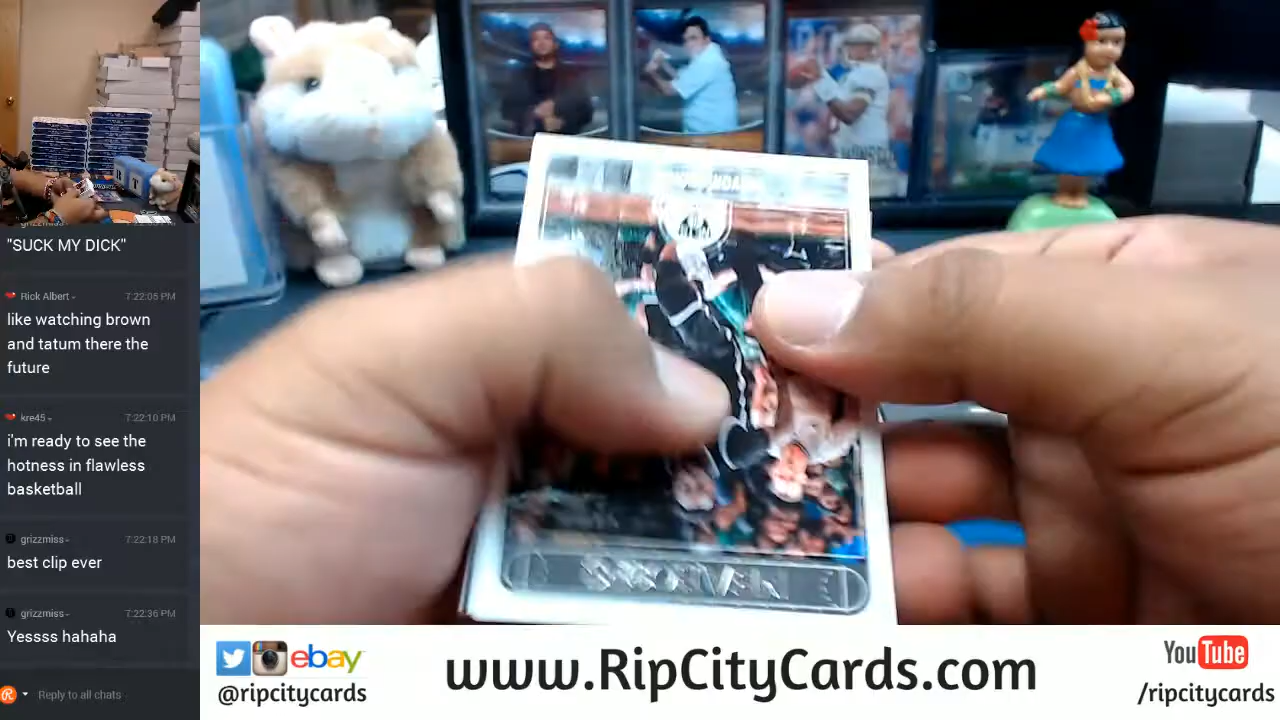 grizzmiss
"SUCK MY DICK"
Rick Albert 7:22:05 PM
like watching brown
and tatum there the
future
kre45 7:22:10 PM
i'm ready to see the
hotness in flawless
basketball
grizzmiss 7:22:18 PM
best clip ever
grizzmiss 7:22:36 PM
Yessss hahaha
Reply to all chats
ebay
@ripcitycards
www.RipCityCards.com
YouTube
/ripcitycards